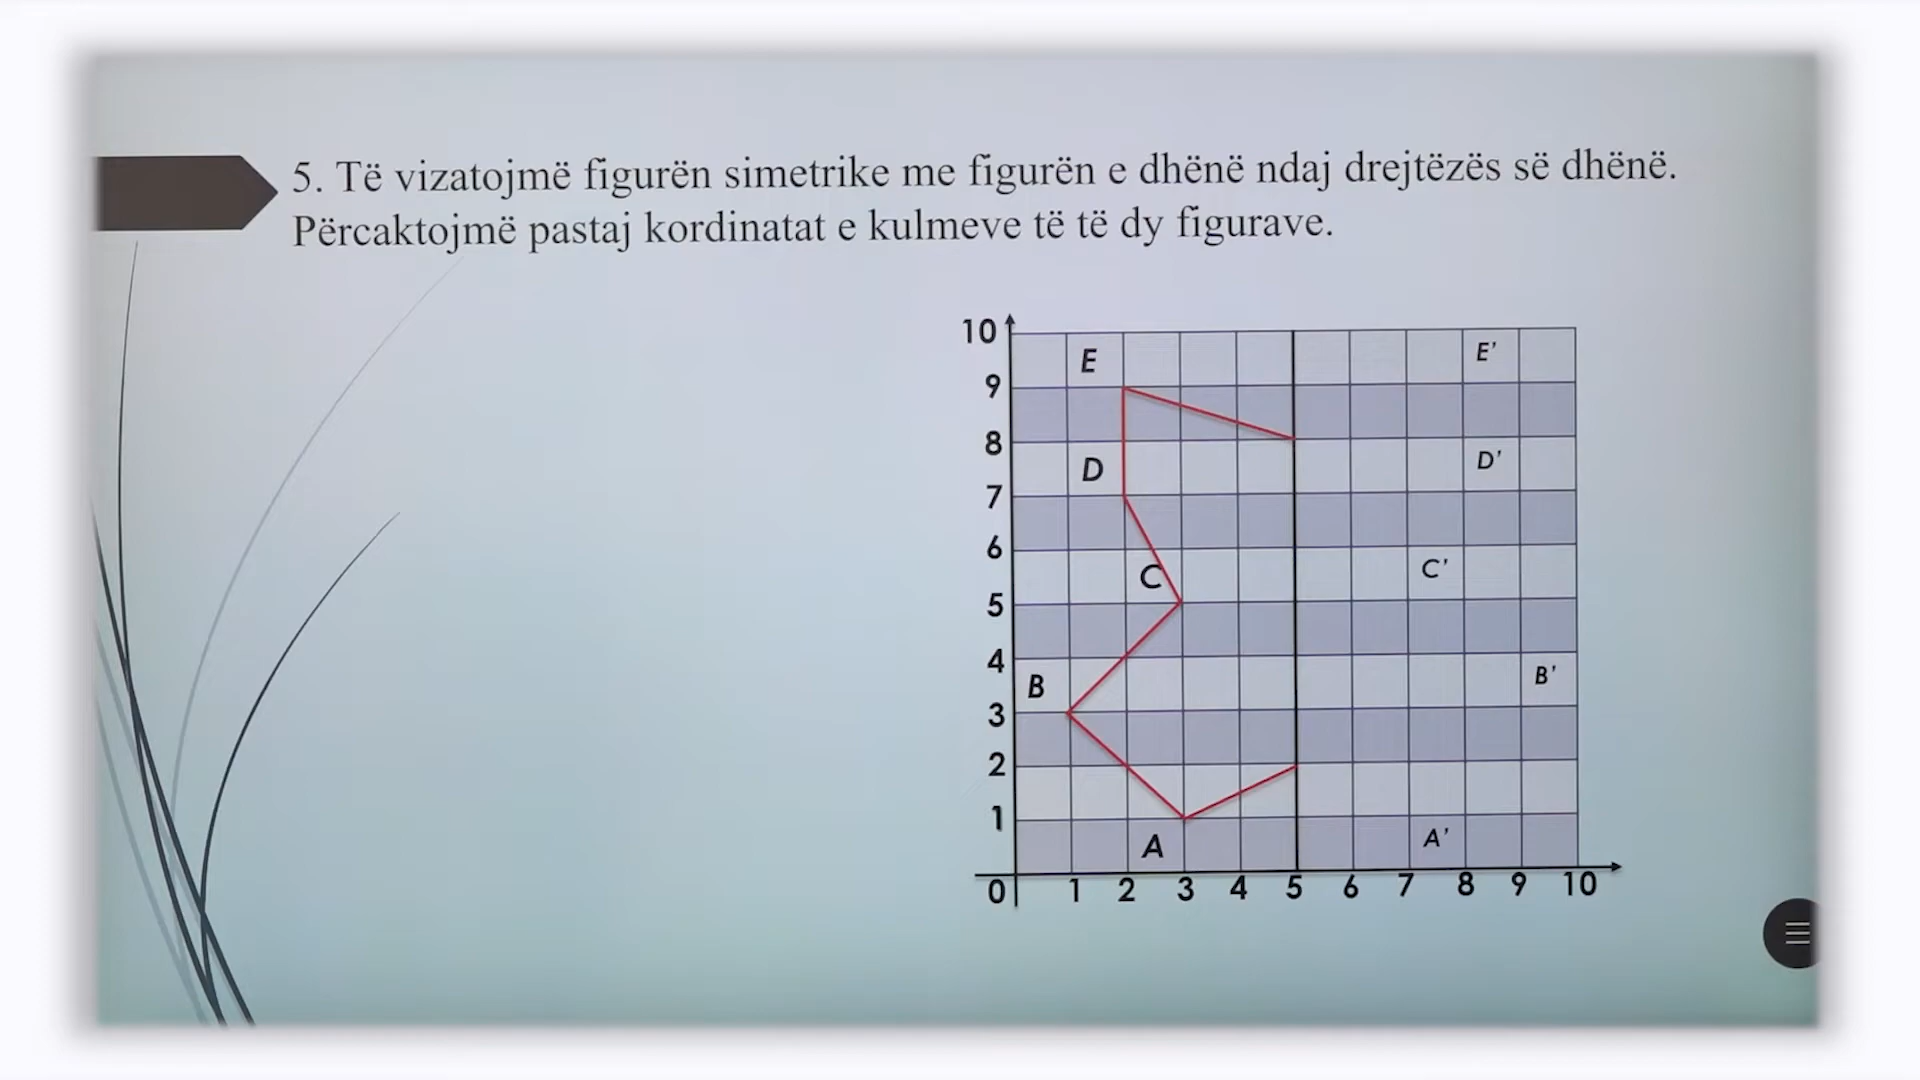 5. Të vizatojmë figurën simetrike me figurën e dhënë ndaj drejtëzës së dhënë.
Përcaktojmë pastaj kordinatat e kulmeve të të dy figurave.
10
E
E'
9
8
D
D'
7
6
C
C'
5
4
B
B'
3
2
1
A
A'
0 1 2 3 4 5 6 7 8 9 10